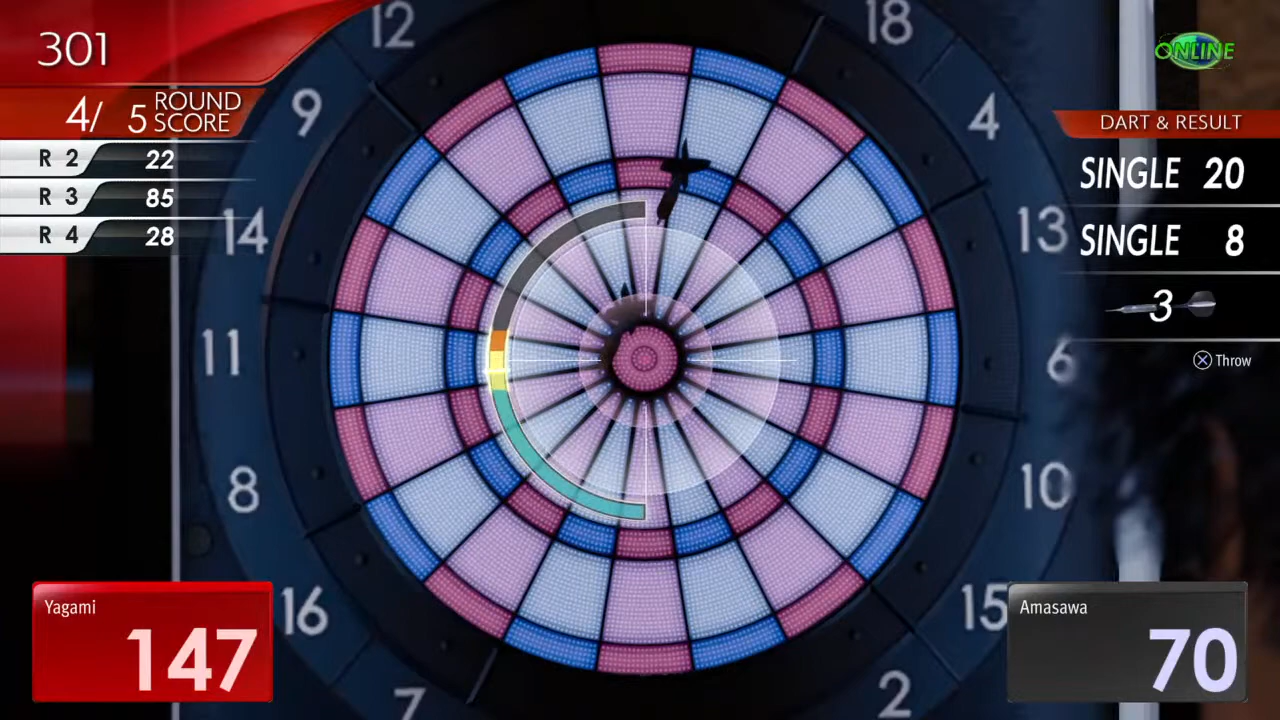 301
4/ 5 ROUND SCORE
R 2 22
R 3 85
R 4 28
ONLINE
DART & RESULT
SINGLE 20
SINGLE 8
3
Throw
12
18
9
4
14
13
11
6
8
10
16
15
7
2
Yagami
147
Amasawa
70